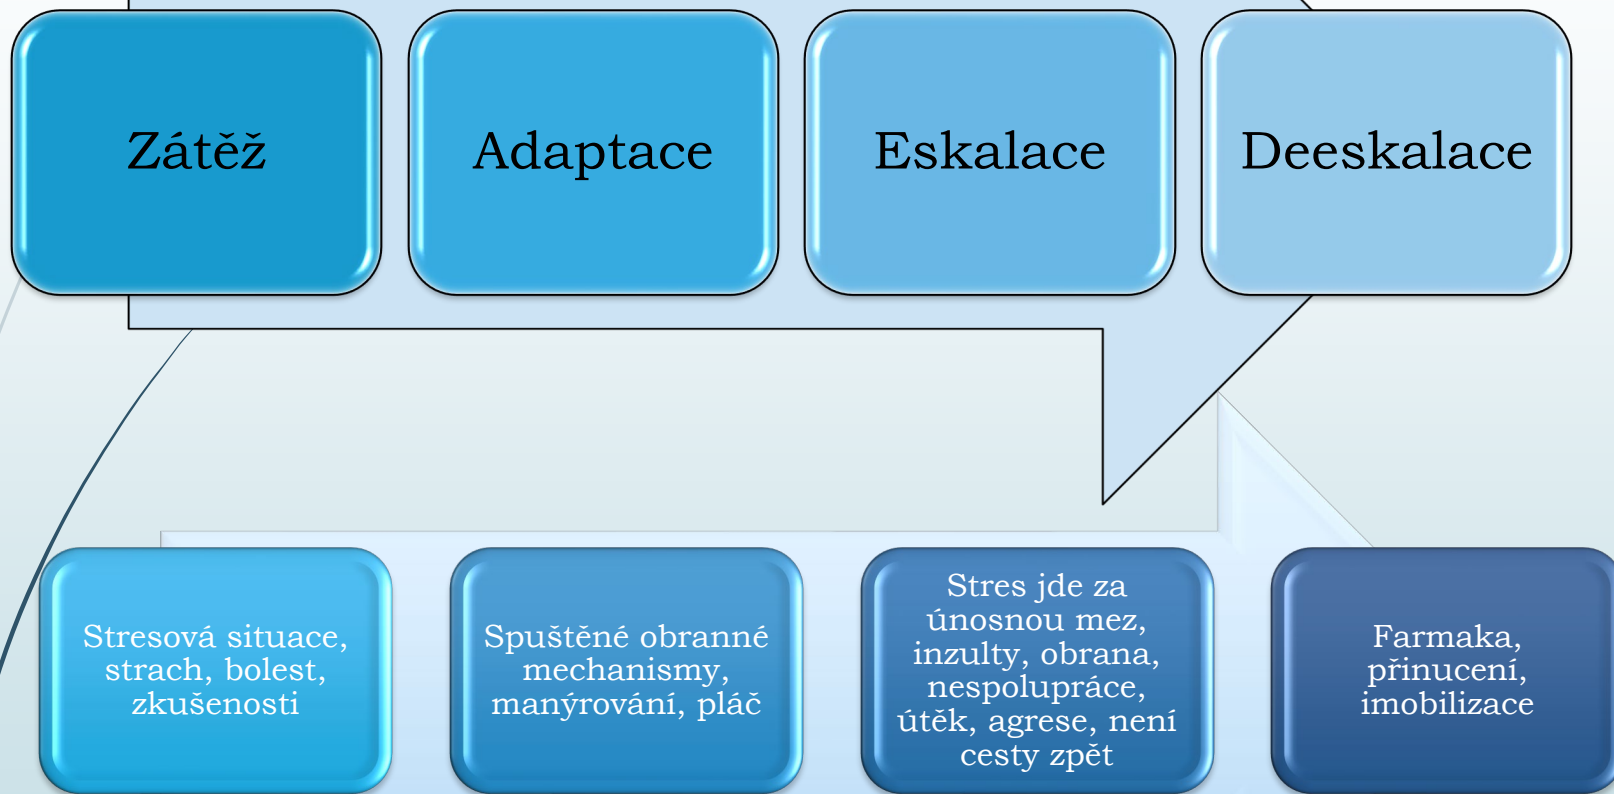 Zátěž
Adaptace
Eskalace
Deeskalace
Stresová situace,
strach, bolest,
zkušenosti
Spuštěné obranné
mechanismy,
manýrování, pláč
Stres jde za
únosnou mez,
inzulty, obrana,
nespolupráce,
útěk, agrese, není
cesty zpět
Farmaka,
přinucení,
imobilizace